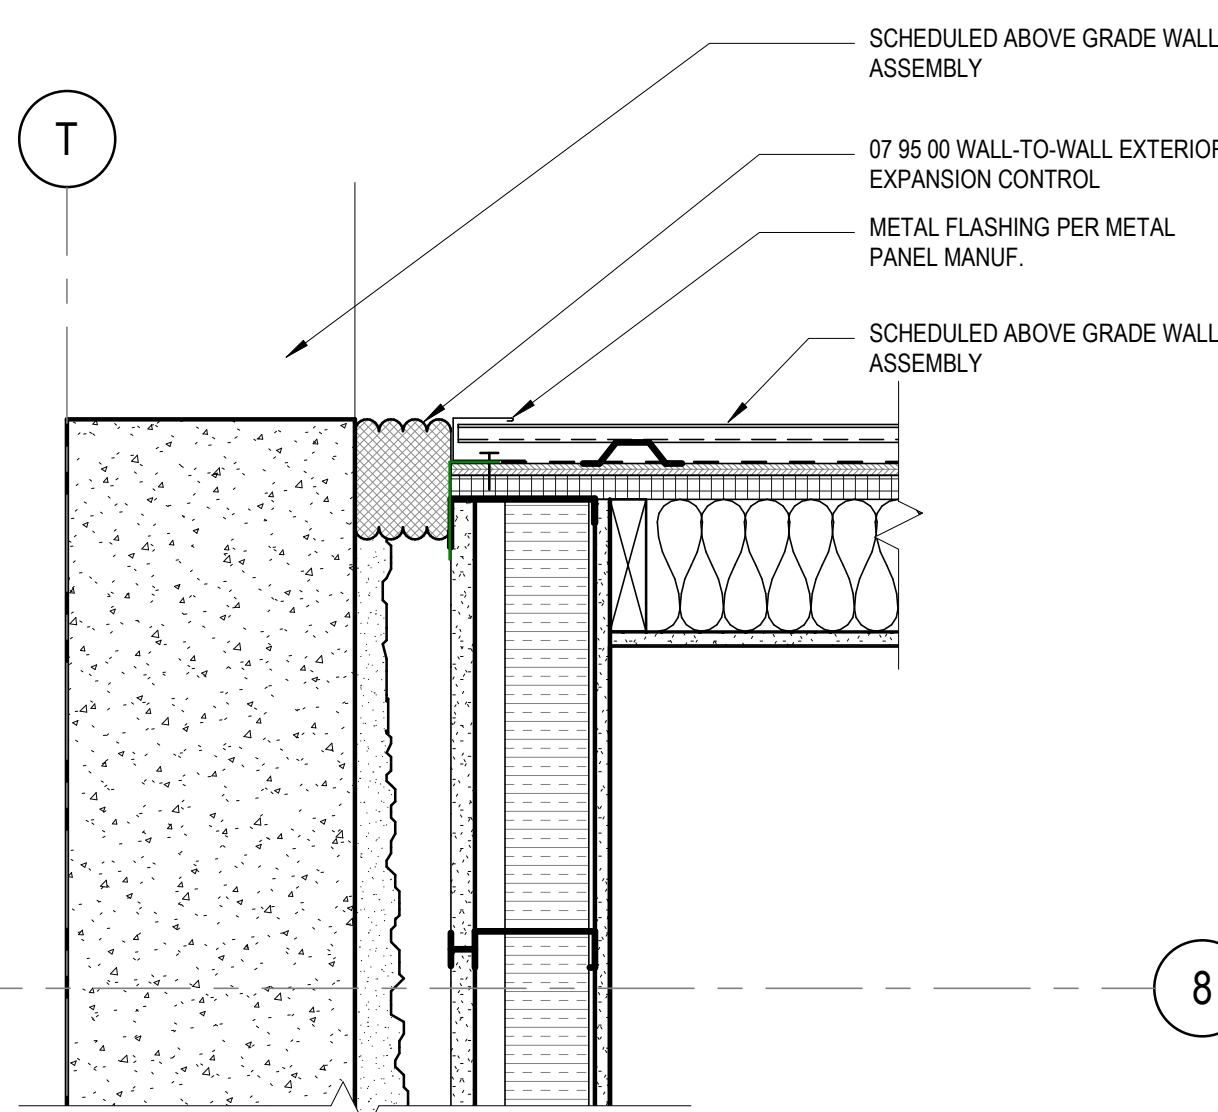 SCHEDULED ABOVE GRADE WALL
ASSEMBLY
T
07 95 00 WALL-TO-WALL EXTERIOR
EXPANSION CONTROL
METAL FLASHING PER METAL
PANEL MANUF.
SCHEDULED ABOVE GRADE WALL
ASSEMBLY
8